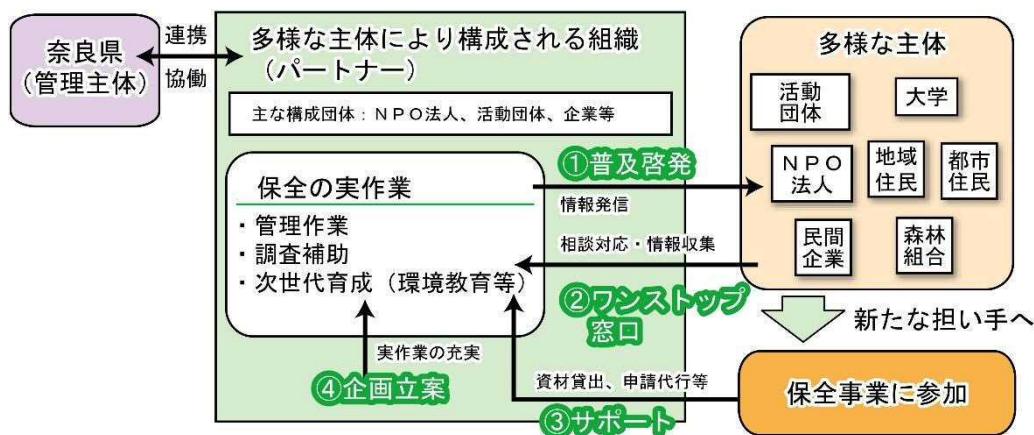 奈良県
（管理主体）
連携
協働
多様な主体により構成される組織
（パートナー）
主な構成団体：ＮＰＯ法人、活動団体、企業等
保全の実作業
・管理作業
・調査補助
・次世代育成（環境教育等）
①普及啓発
情報発信
相談対応・情報収集
②ワンストップ
窓口
実作業の充実
④企画立案
資材貸出、申請代行等
③サポート
多様な主体
活動
団体
大学
ＮＰＯ
法人
地域
住民
都市
住民
民間
企業
森林
組合
新たな担い手へ
保全事業に参加